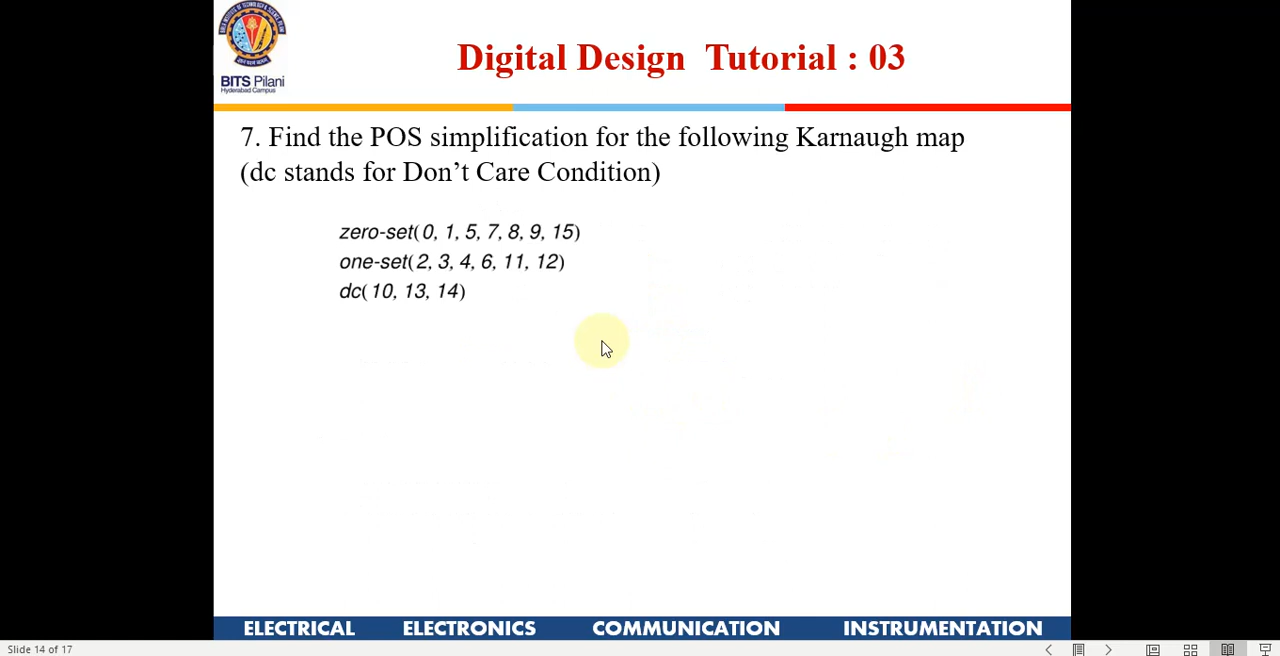 BITS Pilani
Hyderabad Campus
Digital Design Tutorial : 03
7. Find the POS simplification for the following Karnaugh map
(dc stands for Don’t Care Condition)
zero-set( 0, 1, 5, 7, 8, 9, 15)
one-set( 2, 3, 4, 6, 11, 12)
dc( 10, 13, 14)
ELECTRICAL ELECTRONICS COMMUNICATION INSTRUMENTATION
Slide 14 of 17